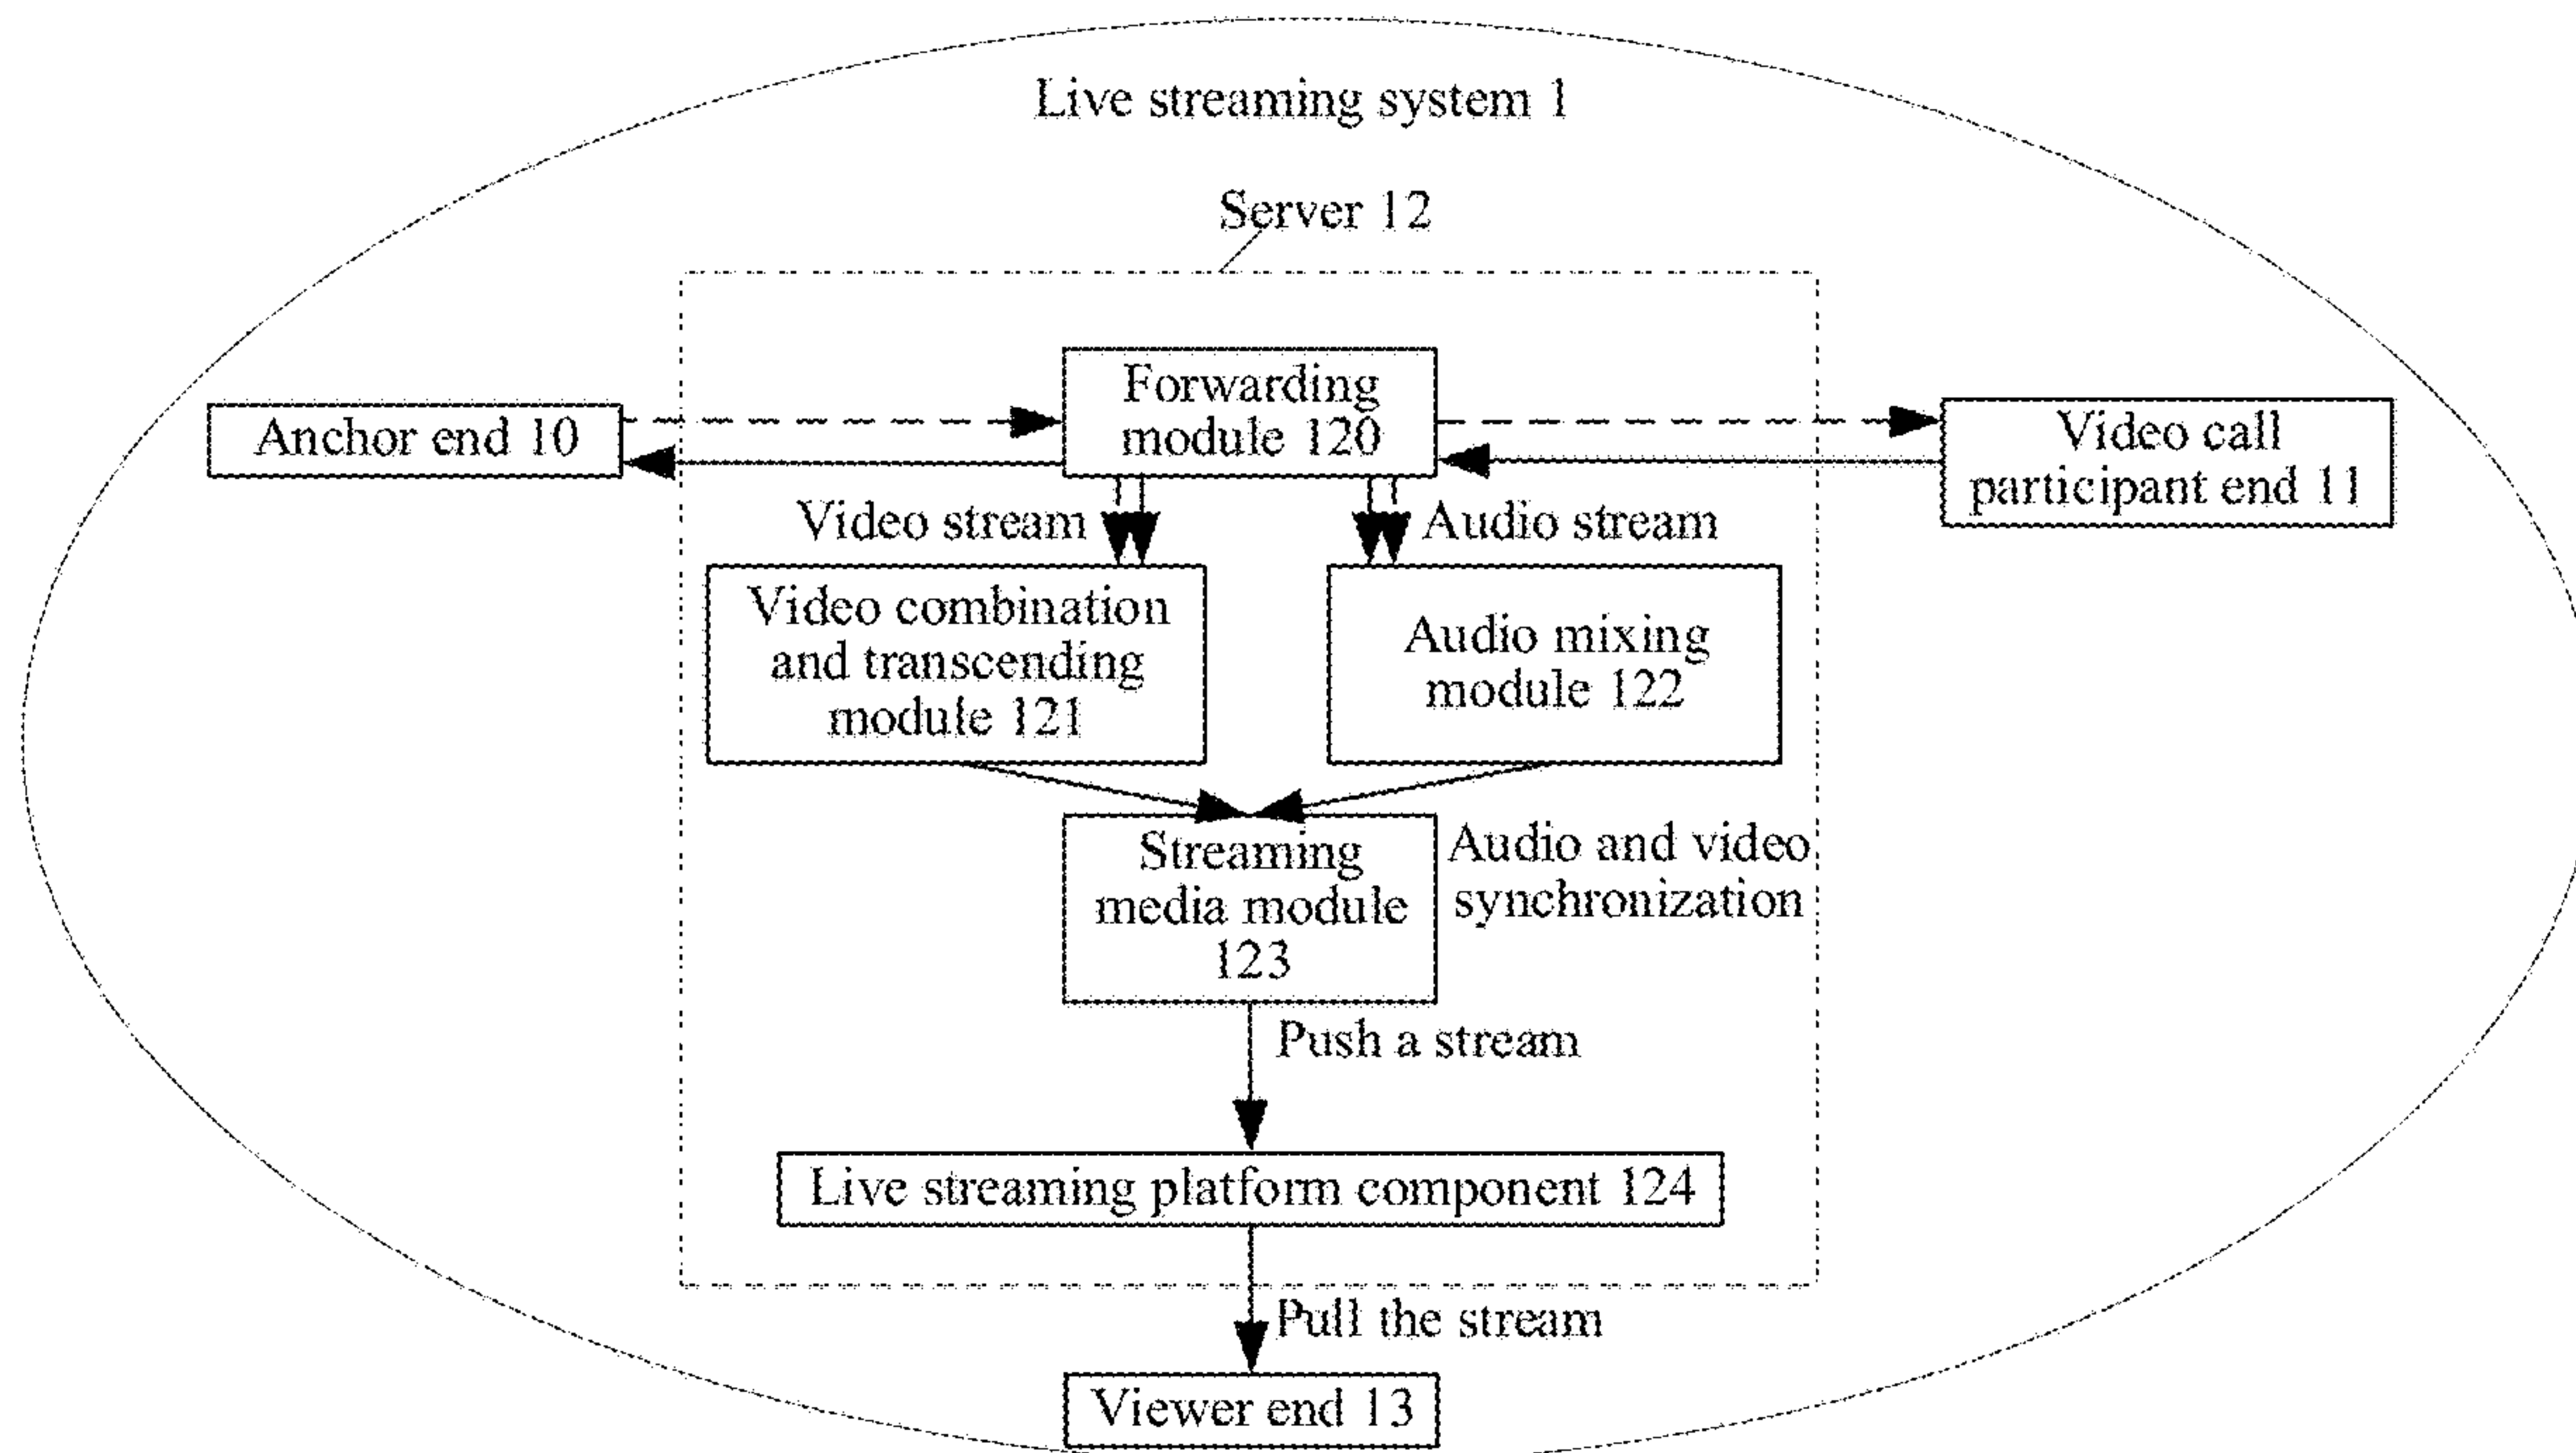 Live streaming system 1
Server 12
Forwarding
module 120
Anchor end 10
Video call
participant end 11
Video stream
Audio stream
Video combination
and transcending
module 121
Audio mixing
module 122
Streaming
media module
123
Audio and video
synchronization
Push a stream
Live streaming platform component 124
Pull the stream
Viewer end 13